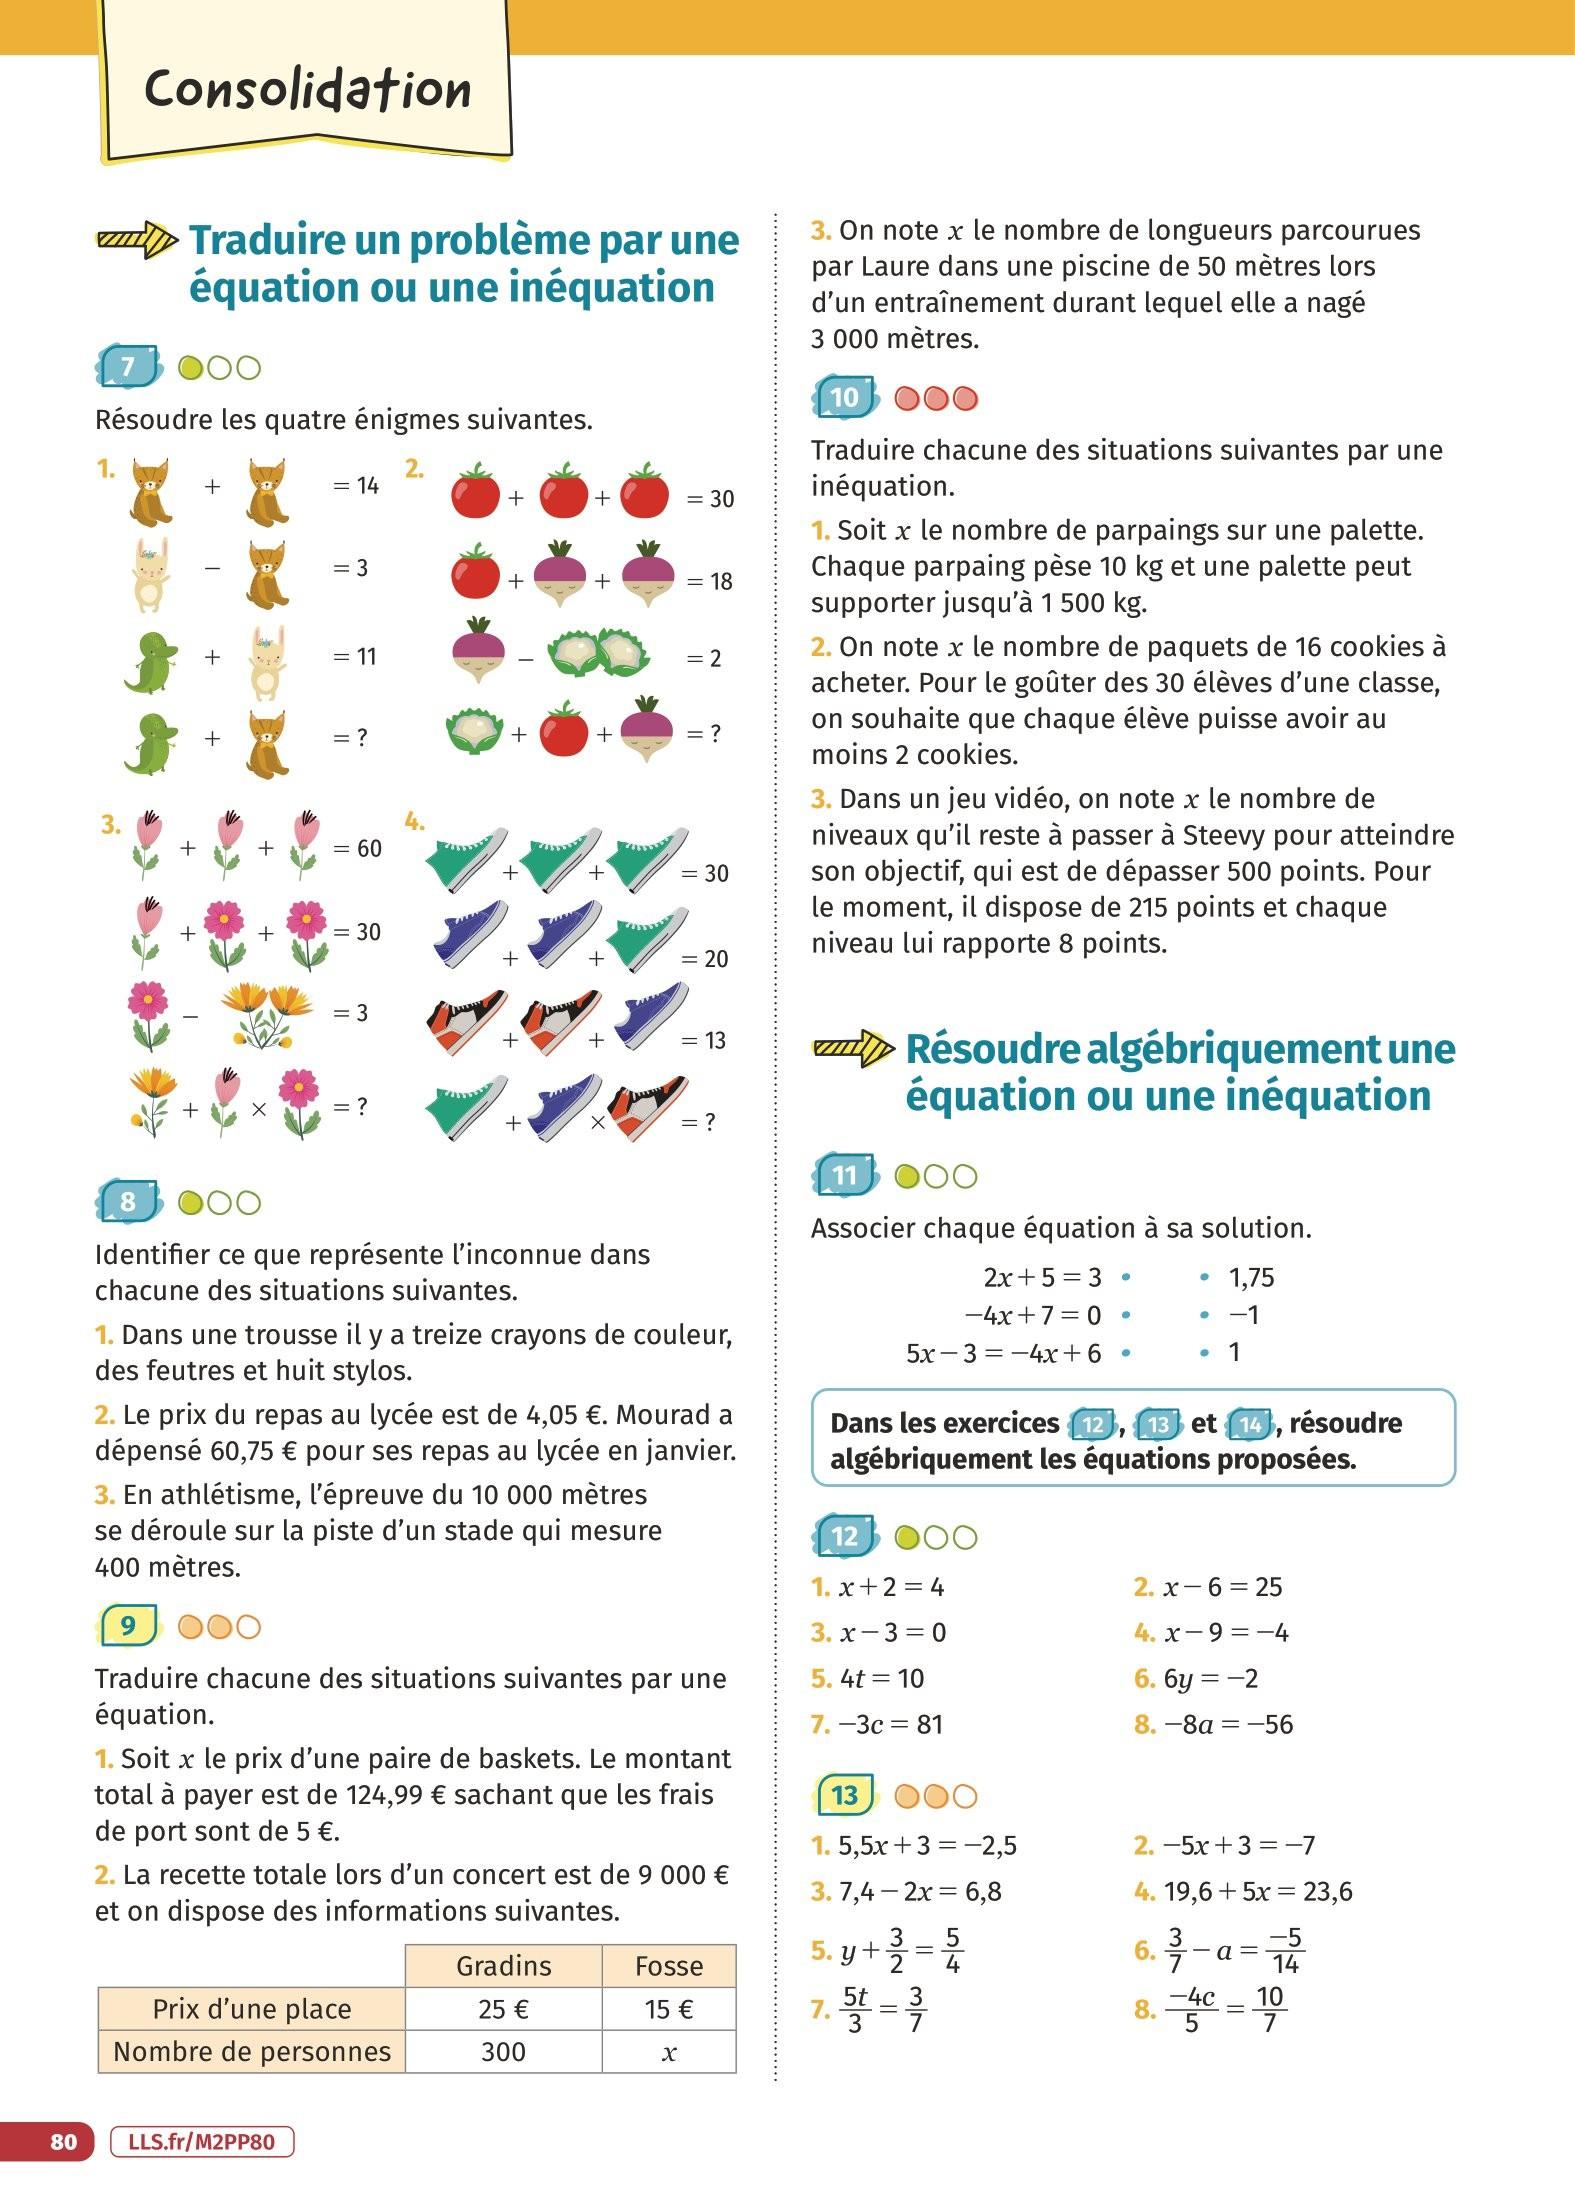 Consolidation
Traduire un problème par une
équation ou une inéquation
7
Résoudre les quatre énigmes suivantes.
1.
+ = 14
− = 3
+ = 11
+ = ?
2.
+ + = 30
+ + = 18
− = 2
+ + = ?
3.
+ + = 60
+ + = 30
− = 3
+ × = ?
4.
+ + = 30
+ + = 20
+ + = 13
+ × = ?
8
Identifier ce que représente l’inconnue dans
chacune des situations suivantes.
1. Dans une trousse il y a treize crayons de couleur,
des feutres et huit stylos.
2. Le prix du repas au lycée est de 4,05 €. Mourad a
dépensé 60,75 € pour ses repas au lycée en janvier.
3. En athlétisme, l’épreuve du 10 000 mètres
se déroule sur la piste d’un stade qui mesure
400 mètres.
9
Traduire chacune des situations suivantes par une
équation.
1. Soit x le prix d’une paire de baskets. Le montant
total à payer est de 124,99 € sachant que les frais
de port sont de 5 €.
2. La recette totale lors d’un concert est de 9 000 €
et on dispose des informations suivantes.
Gradins Fosse
Prix d’une place 25 € 15 €
Nombre de personnes 300 x
3. On note x le nombre de longueurs parcourues
par Laure dans une piscine de 50 mètres lors
d’un entraînement durant lequel elle a nagé
3 000 mètres.
10
Traduire chacune des situations suivantes par une
inéquation.
1. Soit x le nombre de parpaings sur une palette.
Chaque parpaing pèse 10 kg et une palette peut
supporter jusqu’à 1 500 kg.
2. On note x le nombre de paquets de 16 cookies à
acheter. Pour le goûter des 30 élèves d’une classe,
on souhaite que chaque élève puisse avoir au
moins 2 cookies.
3. Dans un jeu vidéo, on note x le nombre de
niveaux qu’il reste à passer à Steevy pour atteindre
son objectif, qui est de dépasser 500 points. Pour
le moment, il dispose de 215 points et chaque
niveau lui rapporte 8 points.
Résoudre algébriquement une
équation ou une inéquation
11
Associer chaque équation à sa solution.
2x + 5 = 3 • • 1,75
−4x + 7 = 0 • • −1
5x − 3 = −4x + 6 • • 1
Dans les exercices 12, 13 et 14, résoudre
algébriquement les équations proposées.
12
1. x + 2 = 4 2. x − 6 = 25
3. x − 3 = 0 4. x − 9 = −4
5. 4t = 10 6. 6y = −2
7. −3c = 81 8. −8a = −56
13
1. 5,5x + 3 = −2,5 2. −5x + 3 = −7
3. 7,4 − 2x = 6,8 4. 19,6 + 5x = 23,6
5. y + 3/2 = 5/4 6. 3/7 − a = −5/14
7. 5t/3 = 3/7 8. −4c/5 = 10/7
80 LLS.fr/M2PP80